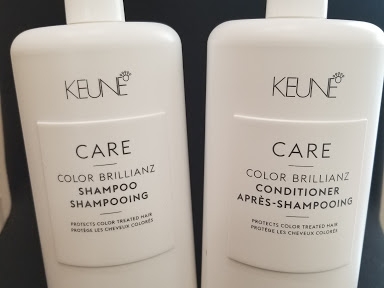 KEUNE
CARE
COLOR BRILLIANZ
SHAMPOO
SHAMPOOING
PROTECTS COLOR-TREATED HAIR
PROTÈGE LES CHEVEUX COLORÉS
KEUNE
CARE
COLOR BRILLIANZ
CONDITIONER
APRÈS-SHAMPOOING
PROTECTS COLOR-TREATED HAIR
PROTÈGE LES CHEVEUX COLORÉS